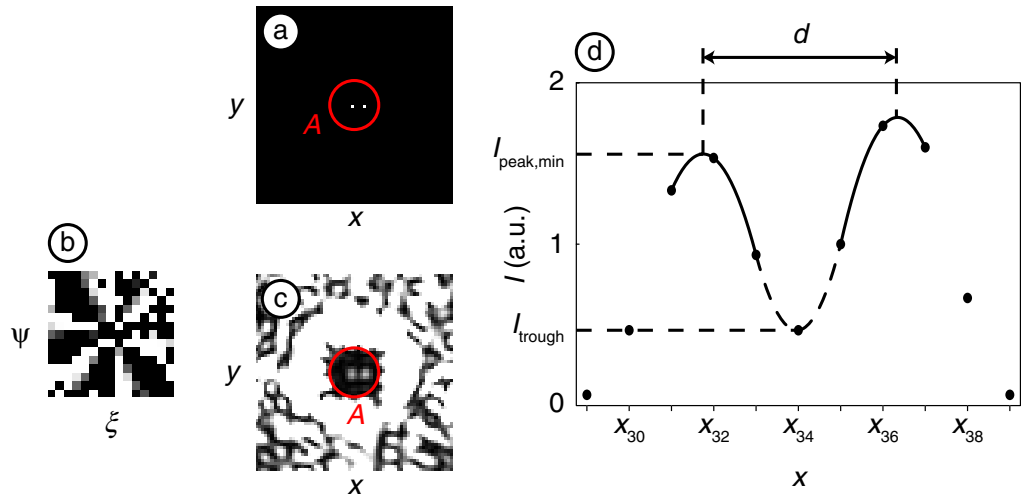 a
y
A
x
b
ψ
ξ
c
y
A
x
d
d
2
I_peak,min
1
I (a.u.)
I_trough
0
x_30 x_32 x_34 x_36 x_38
x